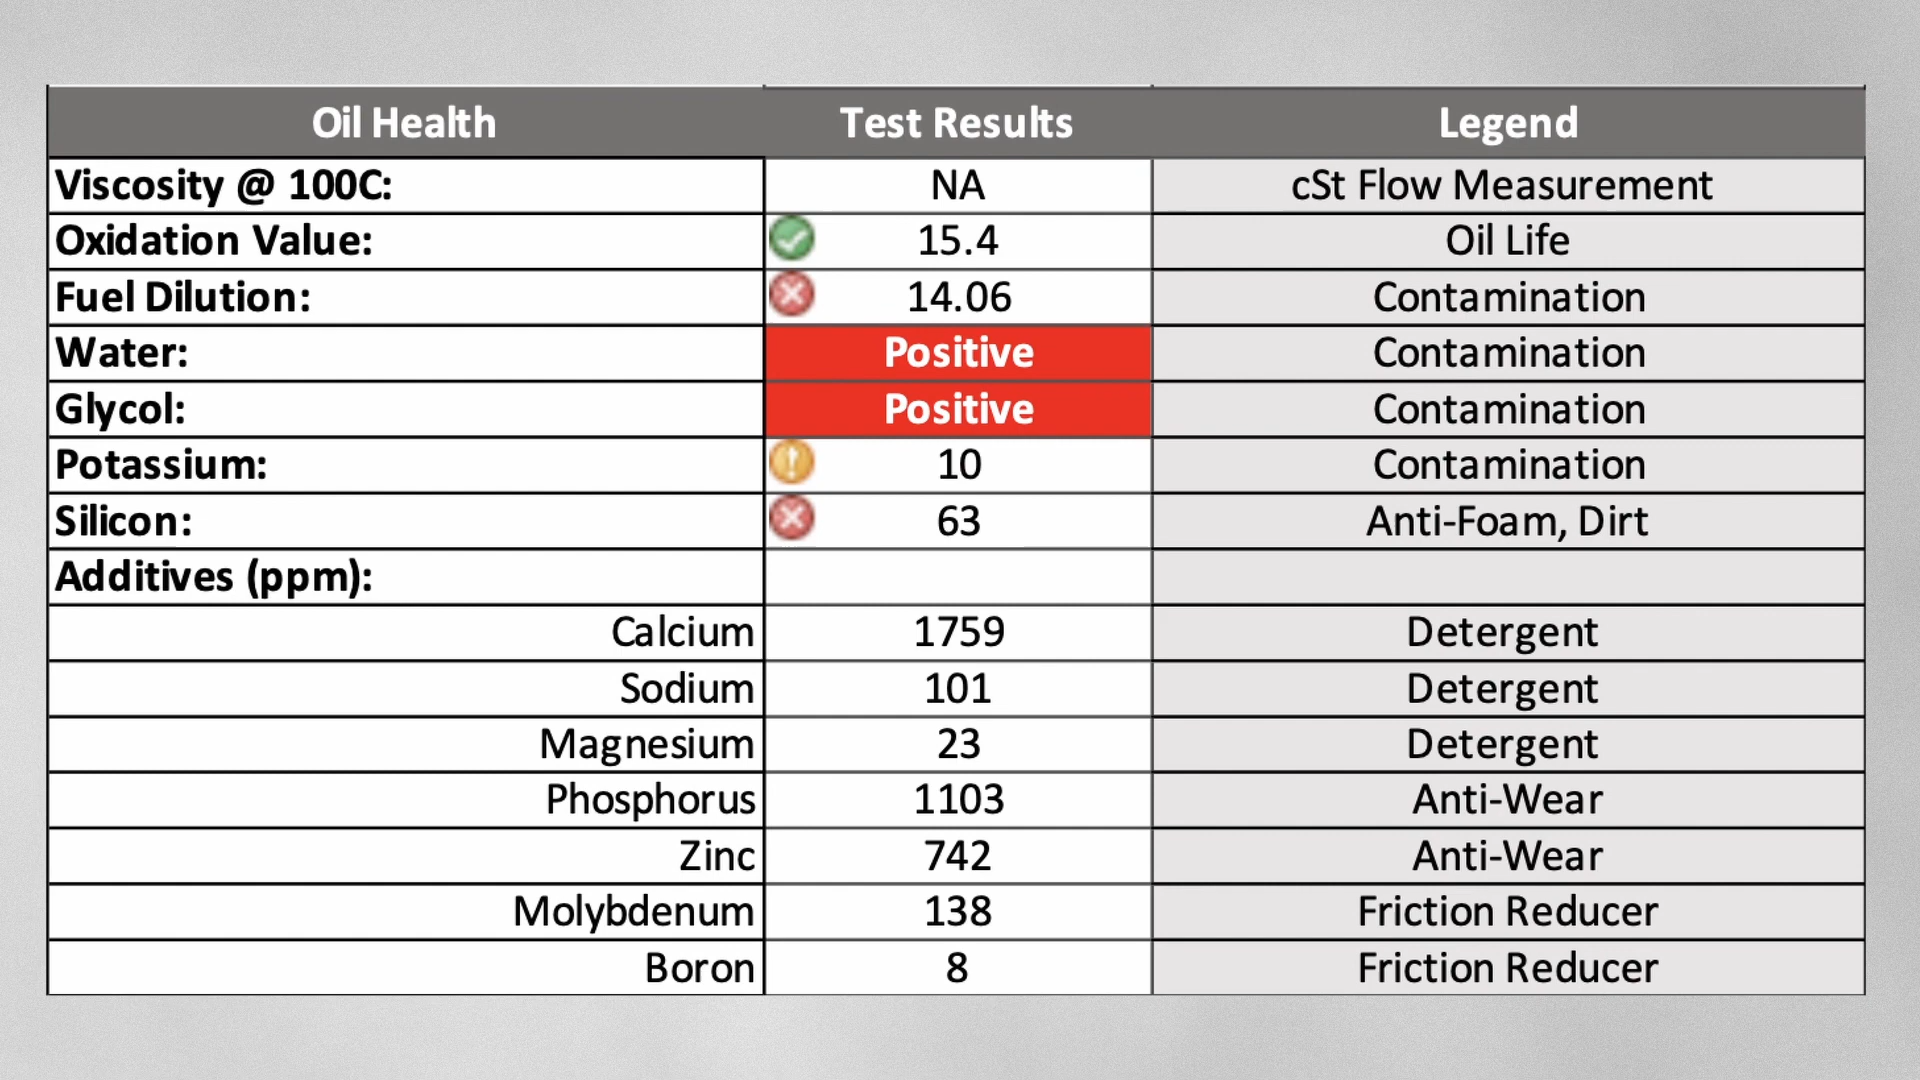 Oil Health Test Results Legend
Viscosity @ 100C: NA cSt Flow Measurement
Oxidation Value: 15.4 Oil Life
Fuel Dilution: 14.06 Contamination
Water: Positive Contamination
Glycol: Positive Contamination
Potassium: 10 Contamination
Silicon: 63 Anti-Foam, Dirt
Additives (ppm):
Calcium 1759 Detergent
Sodium 101 Detergent
Magnesium 23 Detergent
Phosphorus 1103 Anti-Wear
Zinc 742 Anti-Wear
Molybdenum 138 Friction Reducer
Boron 8 Friction Reducer